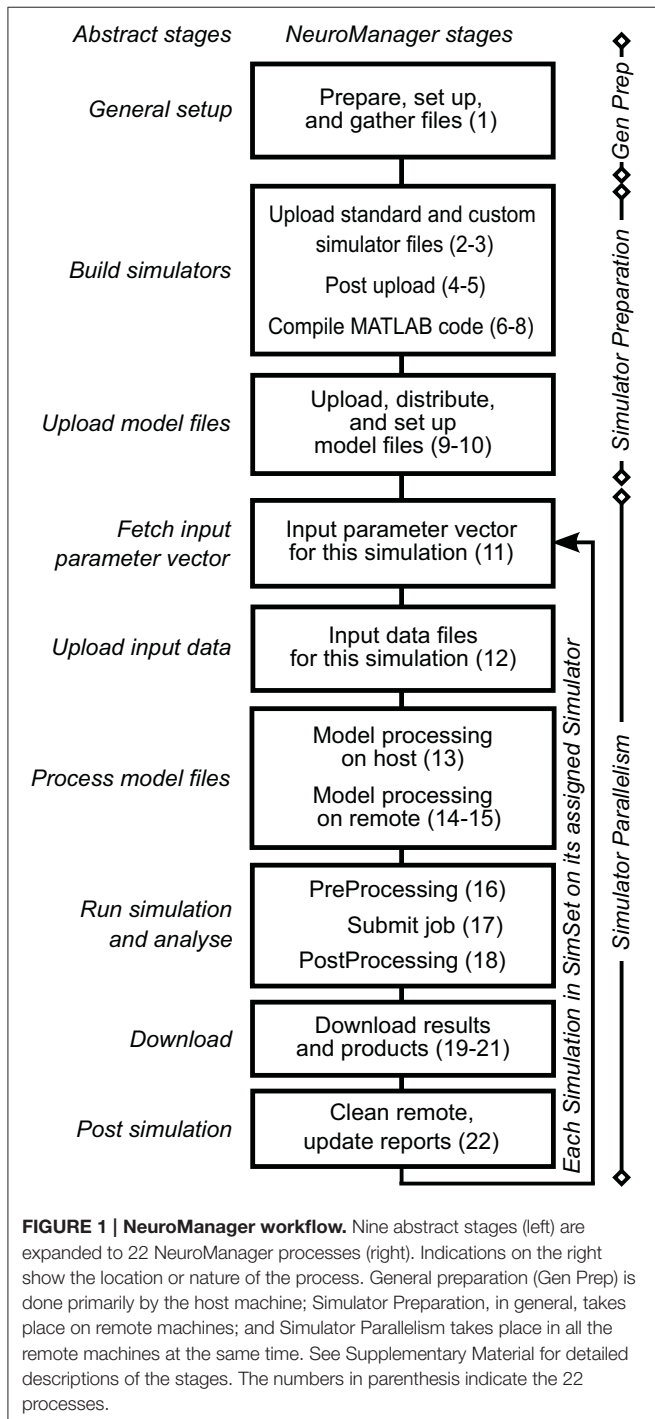 Abstract stages
NeuroManager stages
General setup
Prepare, set up,
and gather files (1)
Build simulators
Upload standard and custom
simulator files (2-3)
Post upload (4-5)
Compile MATLAB code (6-8)
Upload model files
Upload, distribute,
and set up
model files (9-10)
Fetch input
parameter vector
Input parameter vector
for this simulation (11)
Upload input data
Input data files
for this simulation (12)
Process model files
Model processing
on host (13)
Model processing
on remote (14-15)
Run simulation
and analyse
PreProcessing (16)
Submit job (17)
PostProcessing (18)
Download
Download results
and products (19-21)
Post simulation
Clean remote,
update reports (22)
Each Simulation in SimSet on its assigned Simulator
Gen Prep
Simulator Preparation
Simulator Parallelism
FIGURE 1 | NeuroManager workflow. Nine abstract stages (left) are
expanded to 22 NeuroManager processes (right). Indications on the right
show the location or nature of the process. General preparation (Gen Prep) is
done primarily by the host machine; Simulator Preparation, in general, takes
place on remote machines; and Simulator Parallelism takes place in all the
remote machines at the same time. See Supplementary Material for detailed
descriptions of the stages. The numbers in parenthesis indicate the 22
processes.